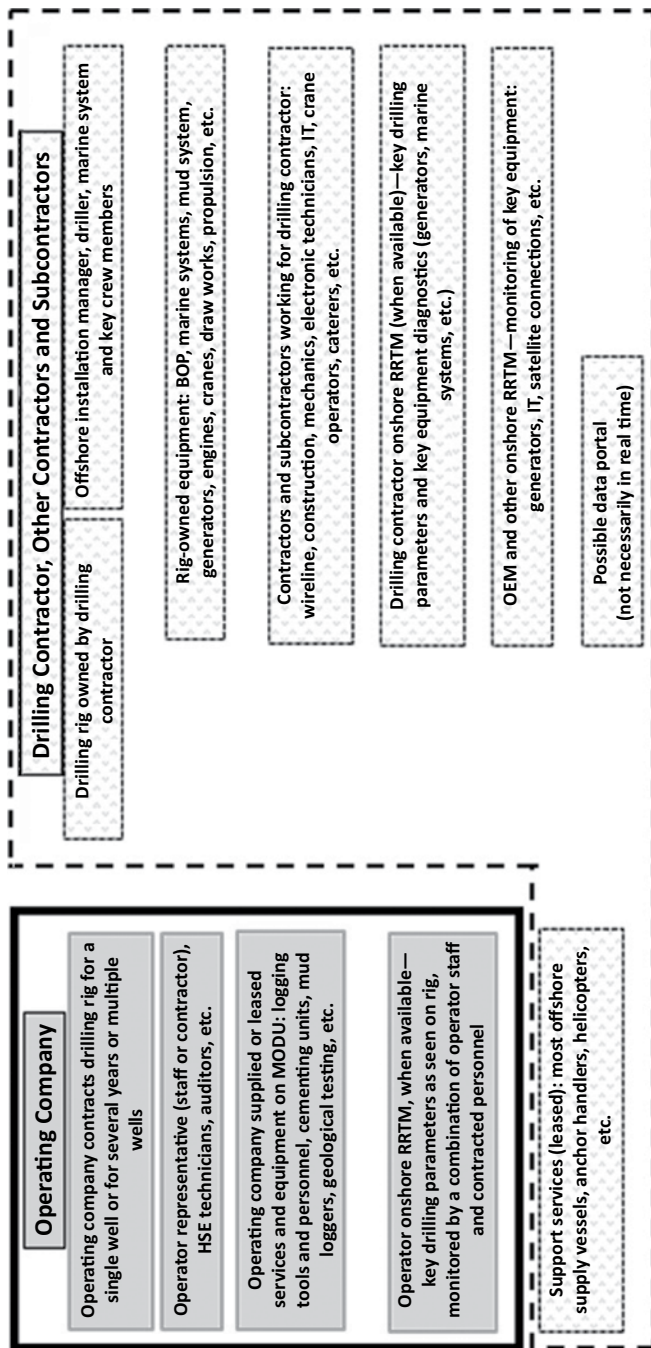 Operating Company
Operating company contracts drilling rig for a
single well or for several years or multiple
wells
Operator representative (staff or contractor),
HSE technicians, auditors, etc.
Operating company supplied or leased
services and equipment on MODU: logging
tools and personnel, cementing units, mud
loggers, geological testing, etc.
Operator onshore RRTM, when available—
key drilling parameters as seen on rig,
monitored by a combination of operator staff
and contracted personnel
Support services (leased): most offshore
supply vessels, anchor handlers, helicopters,
etc.
Drilling Contractor, Other Contractors and Subcontractors
Drilling rig owned by drilling
contractor
Offshore installation manager, driller, marine system
and key crew members
Rig-owned equipment: BOP, marine systems, mud system,
generators, engines, cranes, draw works, propulsion, etc.
Contractors and subcontractors working for drilling contractor:
wireline, construction, mechanics, electronic technicians, IT, crane
operators, caterers, etc.
Drilling contractor onshore RRTM (when available)—key drilling
parameters and key equipment diagnostics (generators, marine
systems, etc.)
OEM and other onshore RRTM—monitoring of key equipment:
generators, IT, satellite connections, etc.
Possible data portal
(not necessarily in real time)